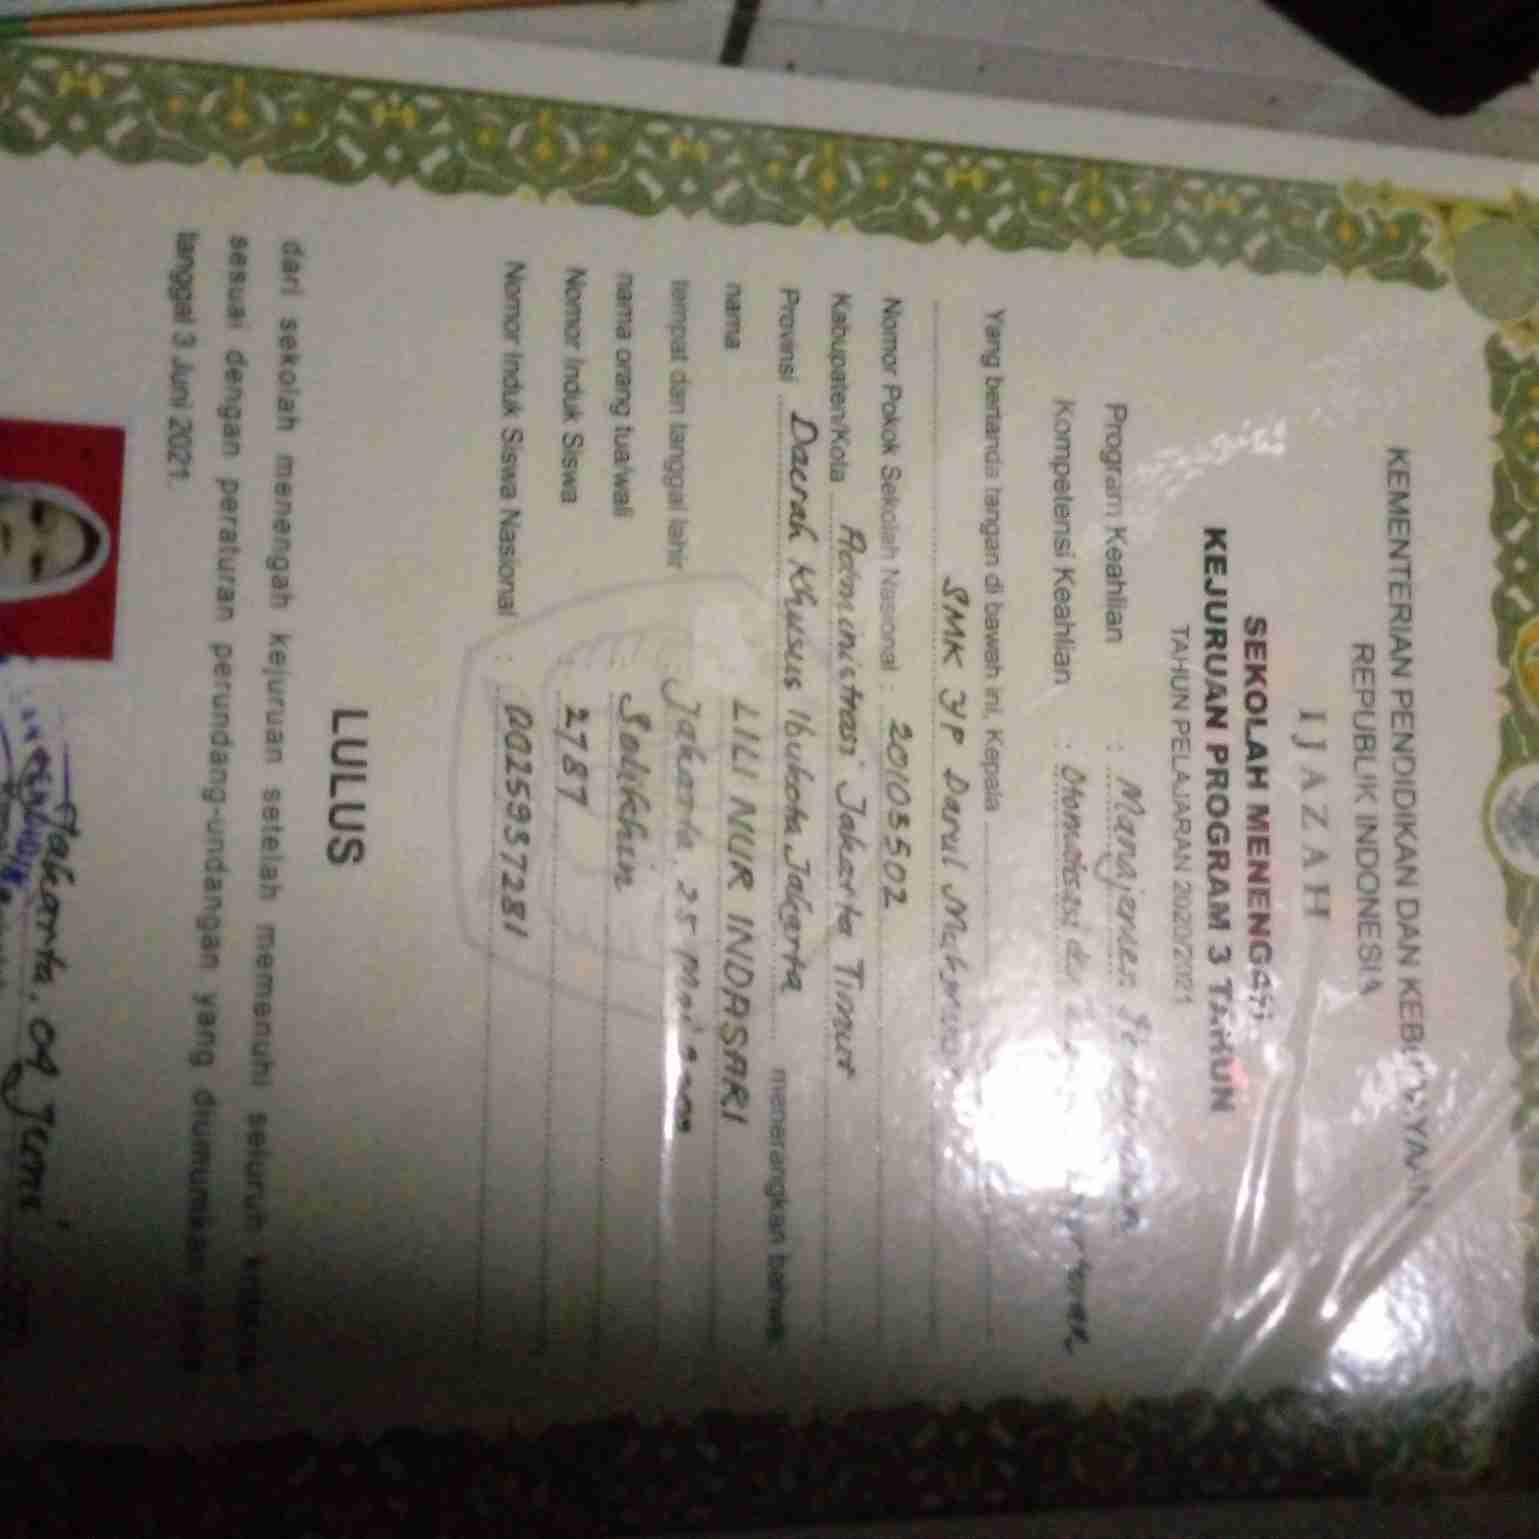 KEMENTERIAN PENDIDIKAN DAN KEBUDAYAAN
REPUBLIK INDONESIA
IJAZAH
SEKOLAH MENENGAH
KEJURUAN PROGRAM 3 TAHUN
TAHUN PELAJARAN 2020/2021
Program Keahlian : Manajemen
Kompetensi Keahlian :
Yang bertanda tangan di bawah ini, Kepala
SMK YP Darul
Nomor Pokok Sekolah Nasional : 20103502
Kabupaten/Kota Administrasi Jakarta Timur
Provinsi Daerah Khusus Ibukota Jakarta menerangkan bahwa:
nama LILI NUR INDASARI
tempat dan tanggal lahir : Jakarta, 25
nama orang tua/wali : Solikhin
Nomor Induk Siswa : 2787
Nomor Induk Siswa Nasional : 0025937281
LULUS
dari sekolah menengah kejuruan setelah memenuhi seluruh kriteria
sesuai dengan peraturan perundang-undangan yang diumumkan
tanggal 3 Juni 2021.
Jakarta, 04 Juni